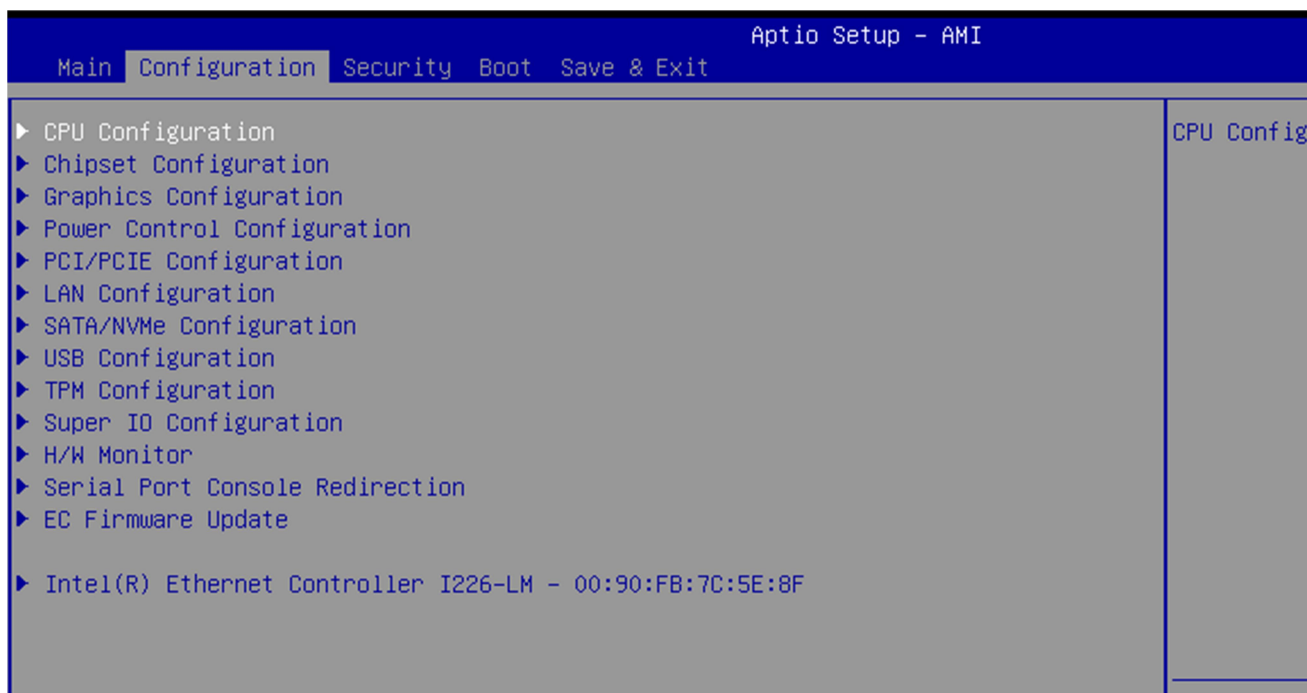 Aptio Setup – AMI
Main Configuration Security Boot Save & Exit
CPU Configuration
Chipset Configuration
Graphics Configuration
Power Control Configuration
PCI/PCIE Configuration
LAN Configuration
SATA/NVMe Configuration
USB Configuration
TPM Configuration
Super IO Configuration
H/W Monitor
Serial Port Console Redirection
EC Firmware Update
Intel(R) Ethernet Controller I226-LM – 00:90:FB:7C:5E:8F
CPU Config